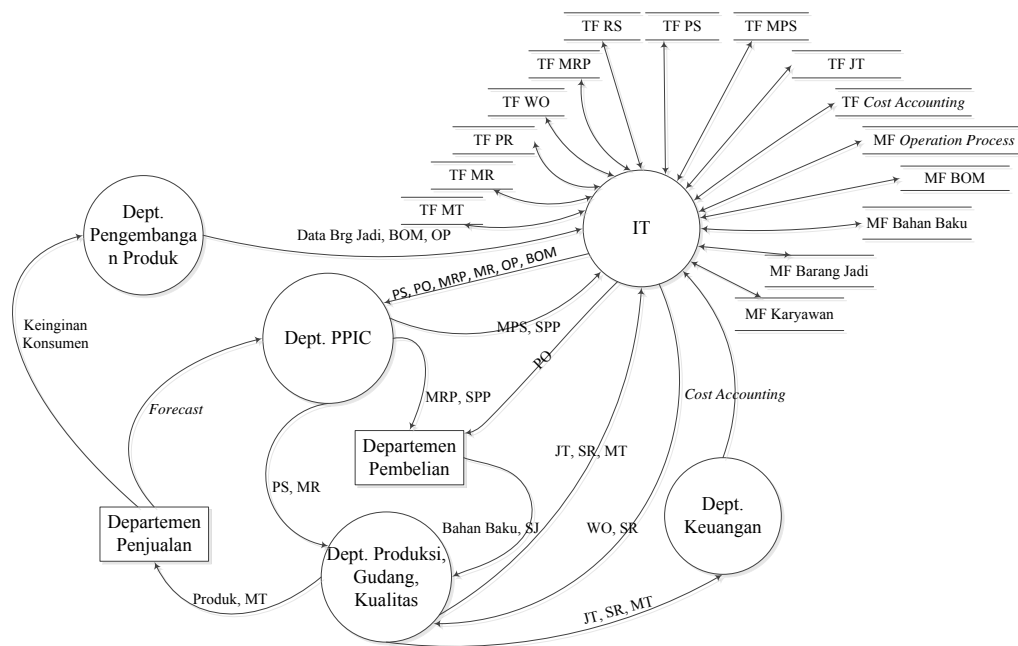 TF RS
TF PS
TF MPS
TF MRP
TF JT
TF WO
TF Cost Accounting
TF PR
MF Operation Process
TF MR
MF BOM
TF MT
MF Bahan Baku
IT
MF Barang Jadi
MF Karyawan
Dept.
Pengembanga
n Produk
Data Brg Jadi, BOM, OP
PS, PO, MRP, MR, OP, BOM
MPS, SPP
Keinginan
Konsumen
Dept. PPIC
PO
Forecast
MRP, SPP
Cost Accounting
Departemen
Pembelian
JT, SR, MT
PS, MR
Departemen
Penjualan
Bahan Baku, SJ
WO, SR
Dept.
Keuangan
Dept. Produksi,
Gudang,
Kualitas
Produk, MT
JT, SR, MT